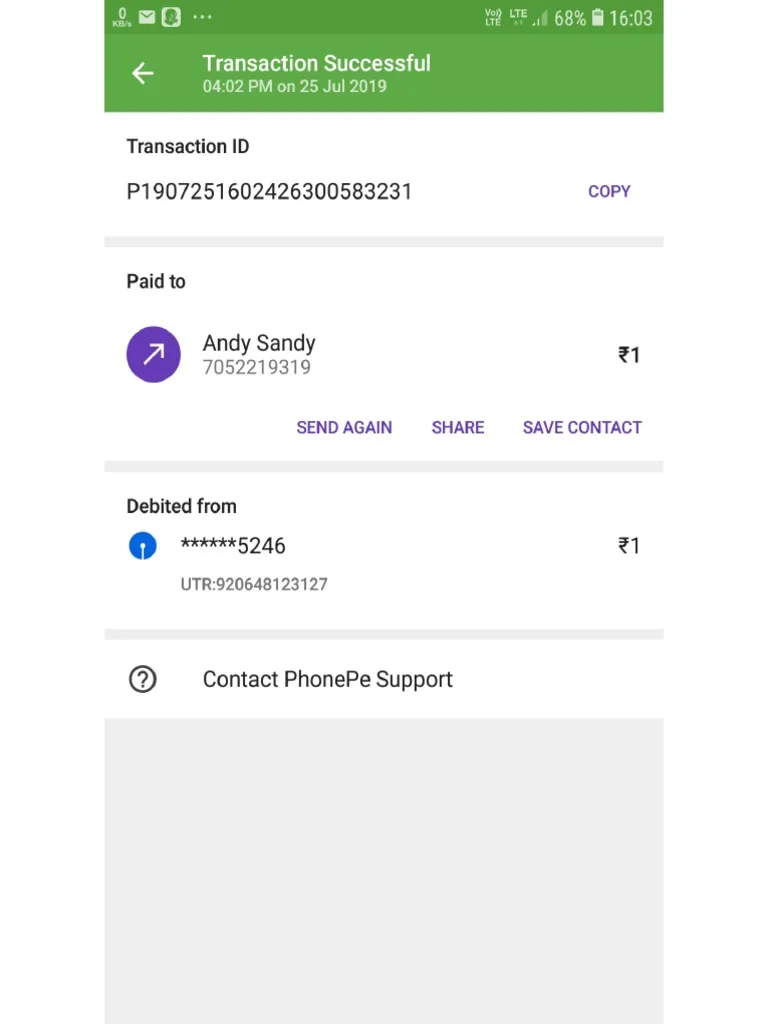 0
KB/s
Vo))
LTE
LTE
68%
16:03
Transaction Successful
04:02 PM on 25 Jul 2019
Transaction ID
P1907251602426300583231
COPY
Paid to
Andy Sandy
₹1
7052219319
SEND AGAIN
SHARE
SAVE CONTACT
Debited from
******5246
₹1
UTR:920648123127
Contact PhonePe Support